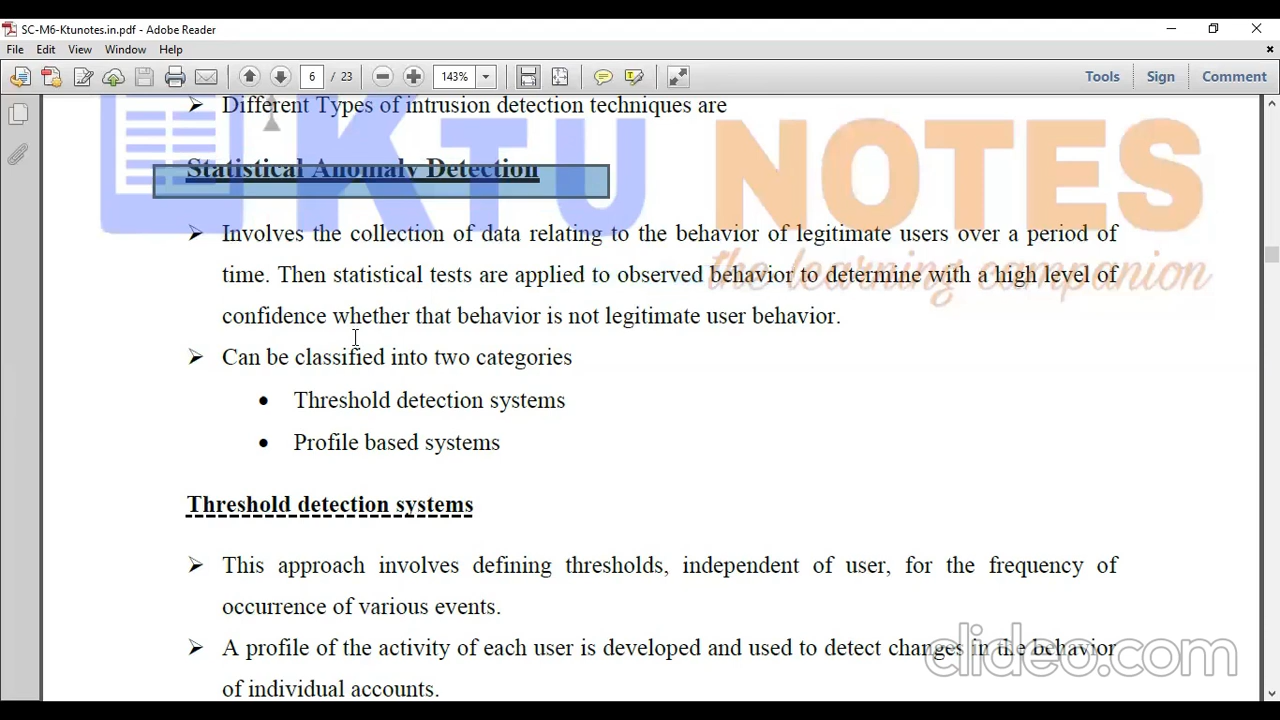 SC-M6-Ktunotes.in.pdf - Adobe Reader
File Edit View Window Help
6 / 23 143% Tools Sign Comment
➢ Different Types of intrusion detection techniques are
KTU NOTES
the learning companion
Statistical Anomaly Detection
➢ Involves the collection of data relating to the behavior of legitimate users over a period of
time. Then statistical tests are applied to observed behavior to determine with a high level of
confidence whether that behavior is not legitimate user behavior.
➢ Can be classified into two categories
• Threshold detection systems
• Profile based systems
Threshold detection systems
➢ This approach involves defining thresholds, independent of user, for the frequency of
occurrence of various events.
➢ A profile of the activity of each user is developed and used to detect changes in the behavior
of individual accounts.
clideo.com